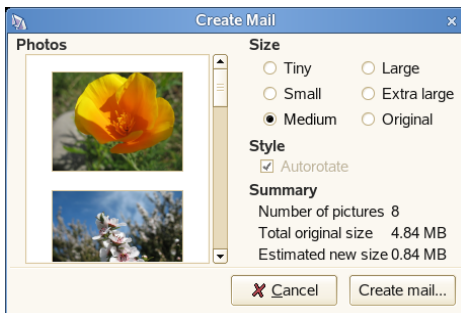 Create Mail
Photos
Size
Tiny
Large
Small
Extra large
Medium
Original
Style
Autorotate
Summary
Number of pictures 8
Total original size 4.84 MB
Estimated new size 0.84 MB
Cancel
Create mail...